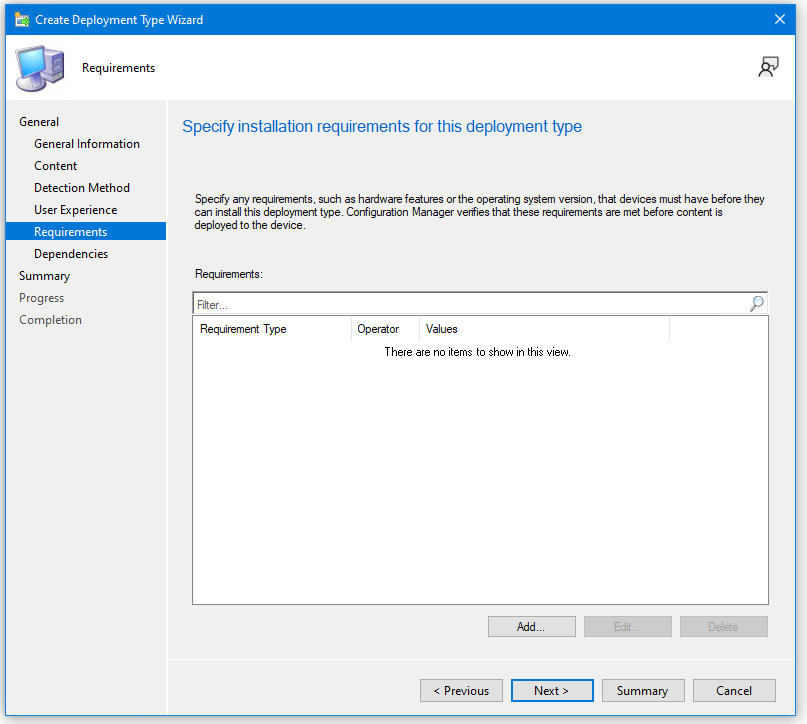 Create Deployment Type Wizard
Requirements
General
General Information
Content
Detection Method
User Experience
Requirements
Dependencies
Summary
Progress
Completion
Specify installation requirements for this deployment type
Specify any requirements, such as hardware features or the operating system version, that devices must have before they
can install this deployment type. Configuration Manager verifies that these requirements are met before content is
deployed to the device.
Requirements:
Filter...
Requirement Type Operator Values
There are no items to show in this view.
Add... Edit... Delete
< Previous Next > Summary Cancel